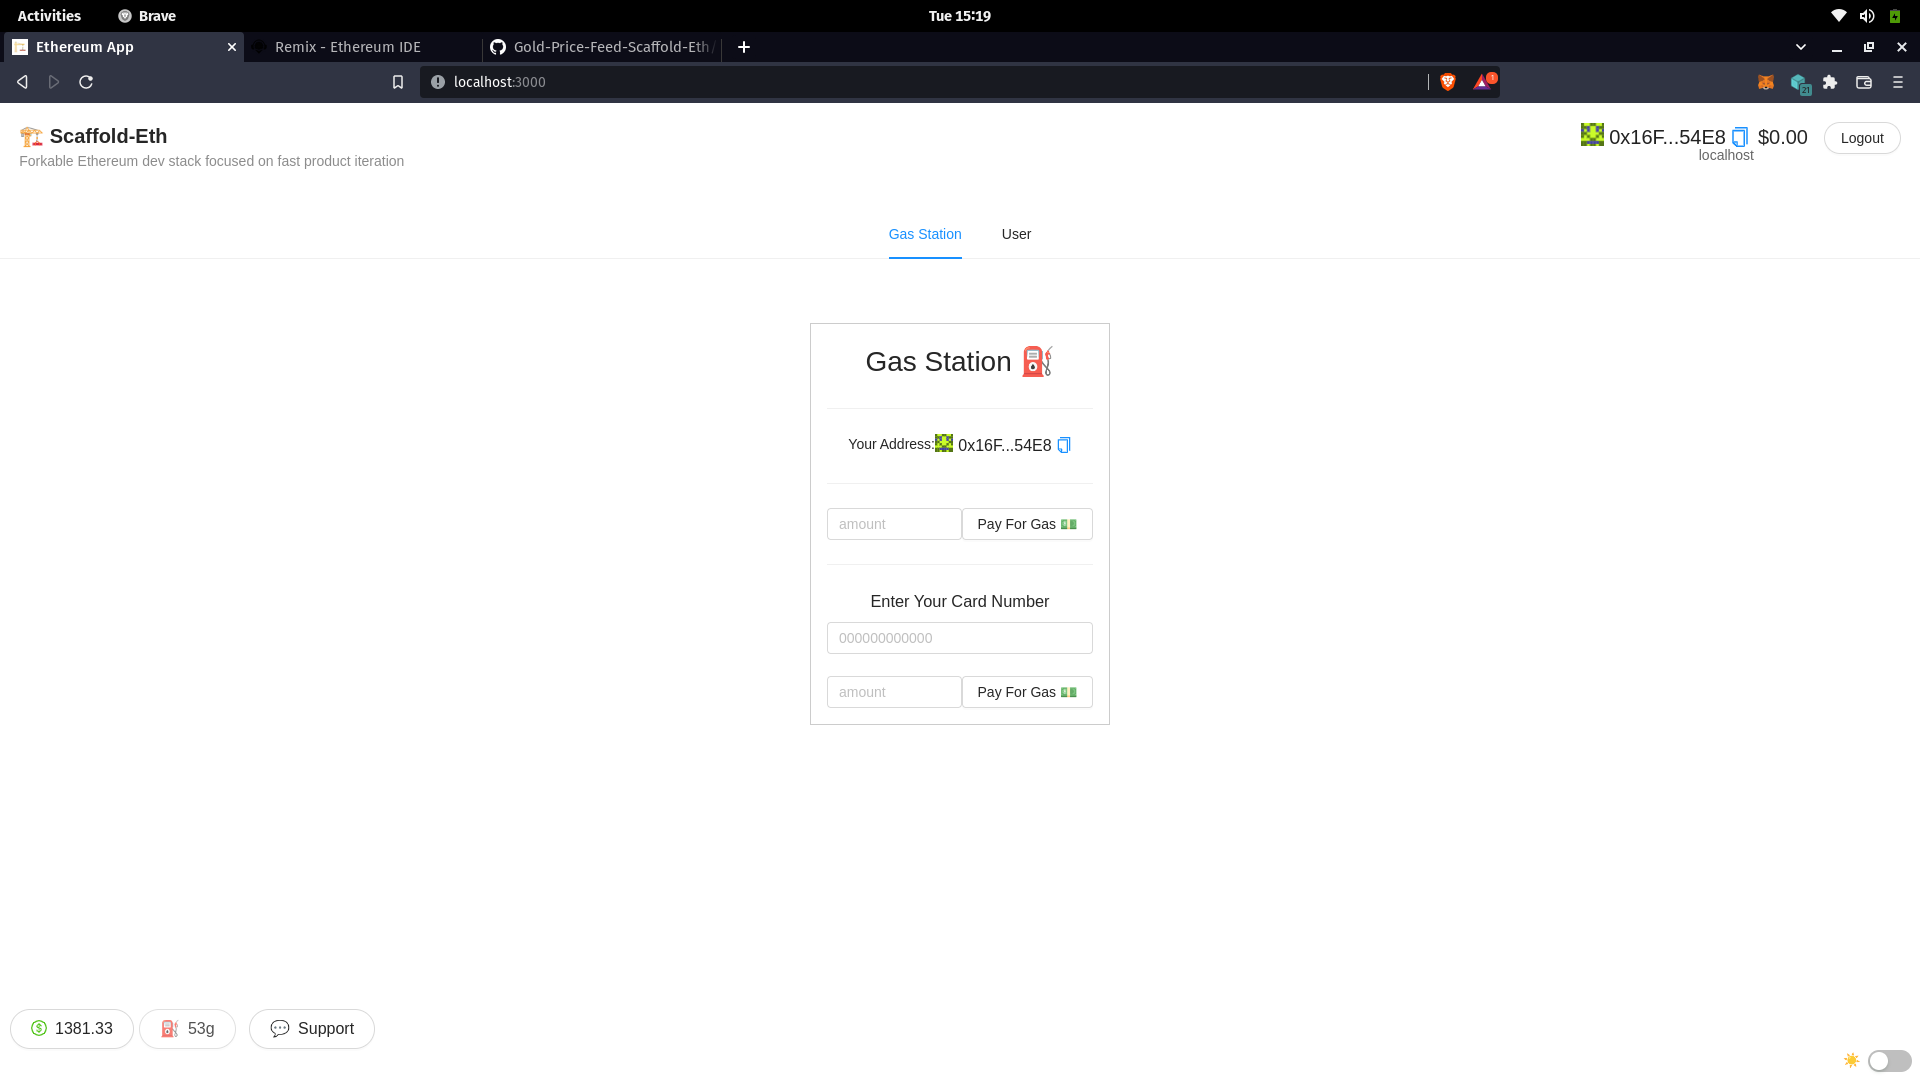 Activities
Brave
Tue 15:19
Ethereum App
Remix - Ethereum IDE
Gold-Price-Feed-Scaffold-Eth/
localhost:3000
1
21
Scaffold-Eth
Forkable Ethereum dev stack focused on fast product iteration
0x16F...54E8
$0.00
localhost
Logout
Gas Station
User
Gas Station
Your Address:
0x16F...54E8
amount
Pay For Gas
Enter Your Card Number
000000000000
amount
Pay For Gas
1381.33
53g
Support